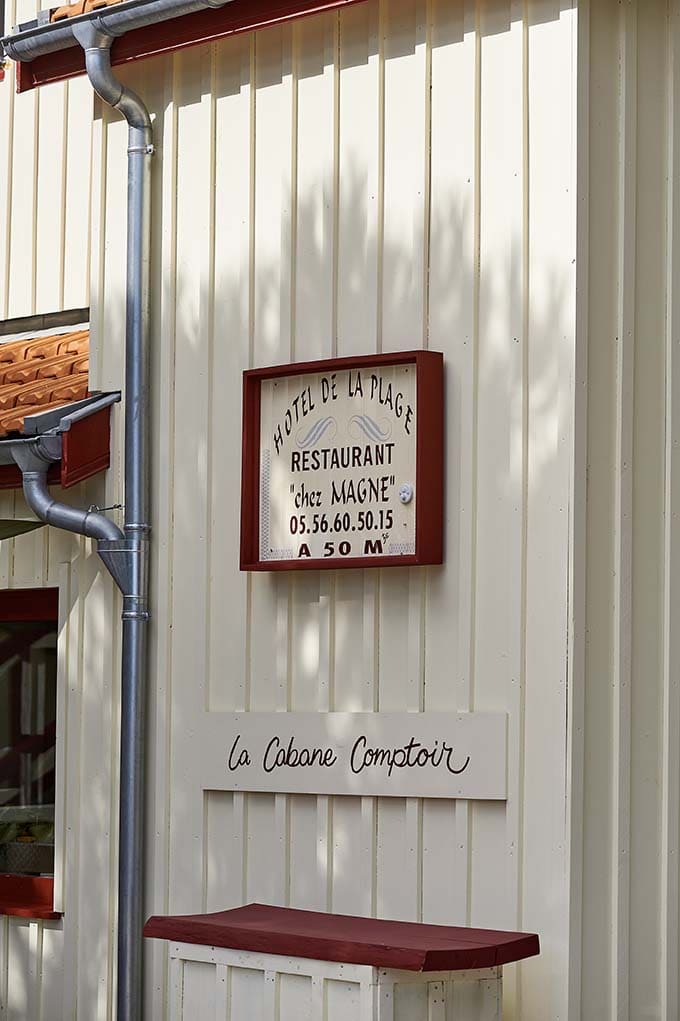 HOTEL DE LA PLAGE
RESTAURANT
"chez MAGNE"
05.56.60.50.15
A 50 M
La Cabane Comptoir